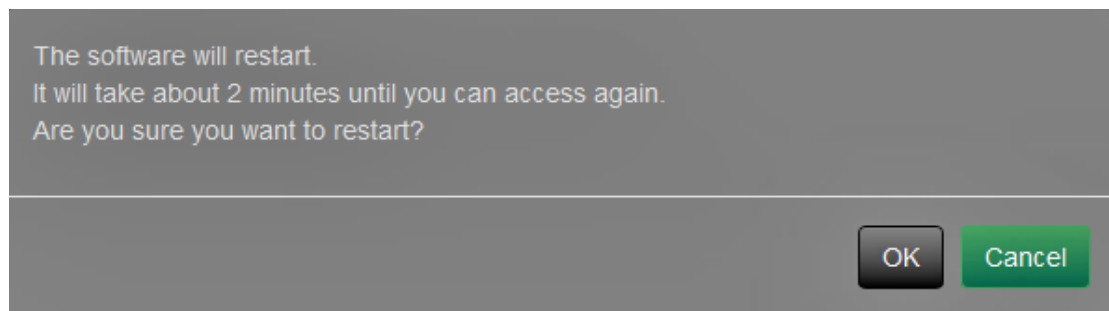 The software will restart.
It will take about 2 minutes until you can access again.
Are you sure you want to restart?
OK
Cancel